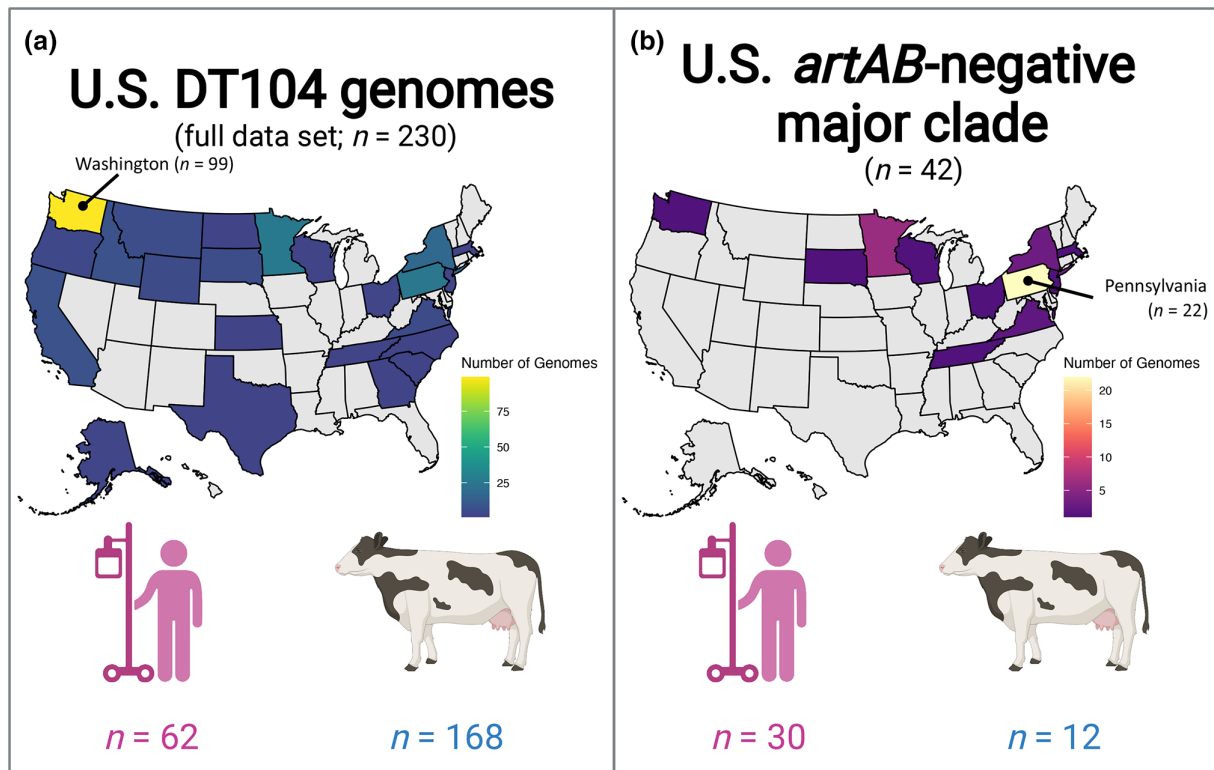 (a)
U.S. DT104 genomes
(full data set; n = 230)
Washington (n = 99)
Number of Genomes
75
50
25
n = 62
n = 168
(b)
U.S. artAB-negative
major clade
(n = 42)
Pennsylvania
(n = 22)
Number of Genomes
20
15
10
5
n = 30
n = 12